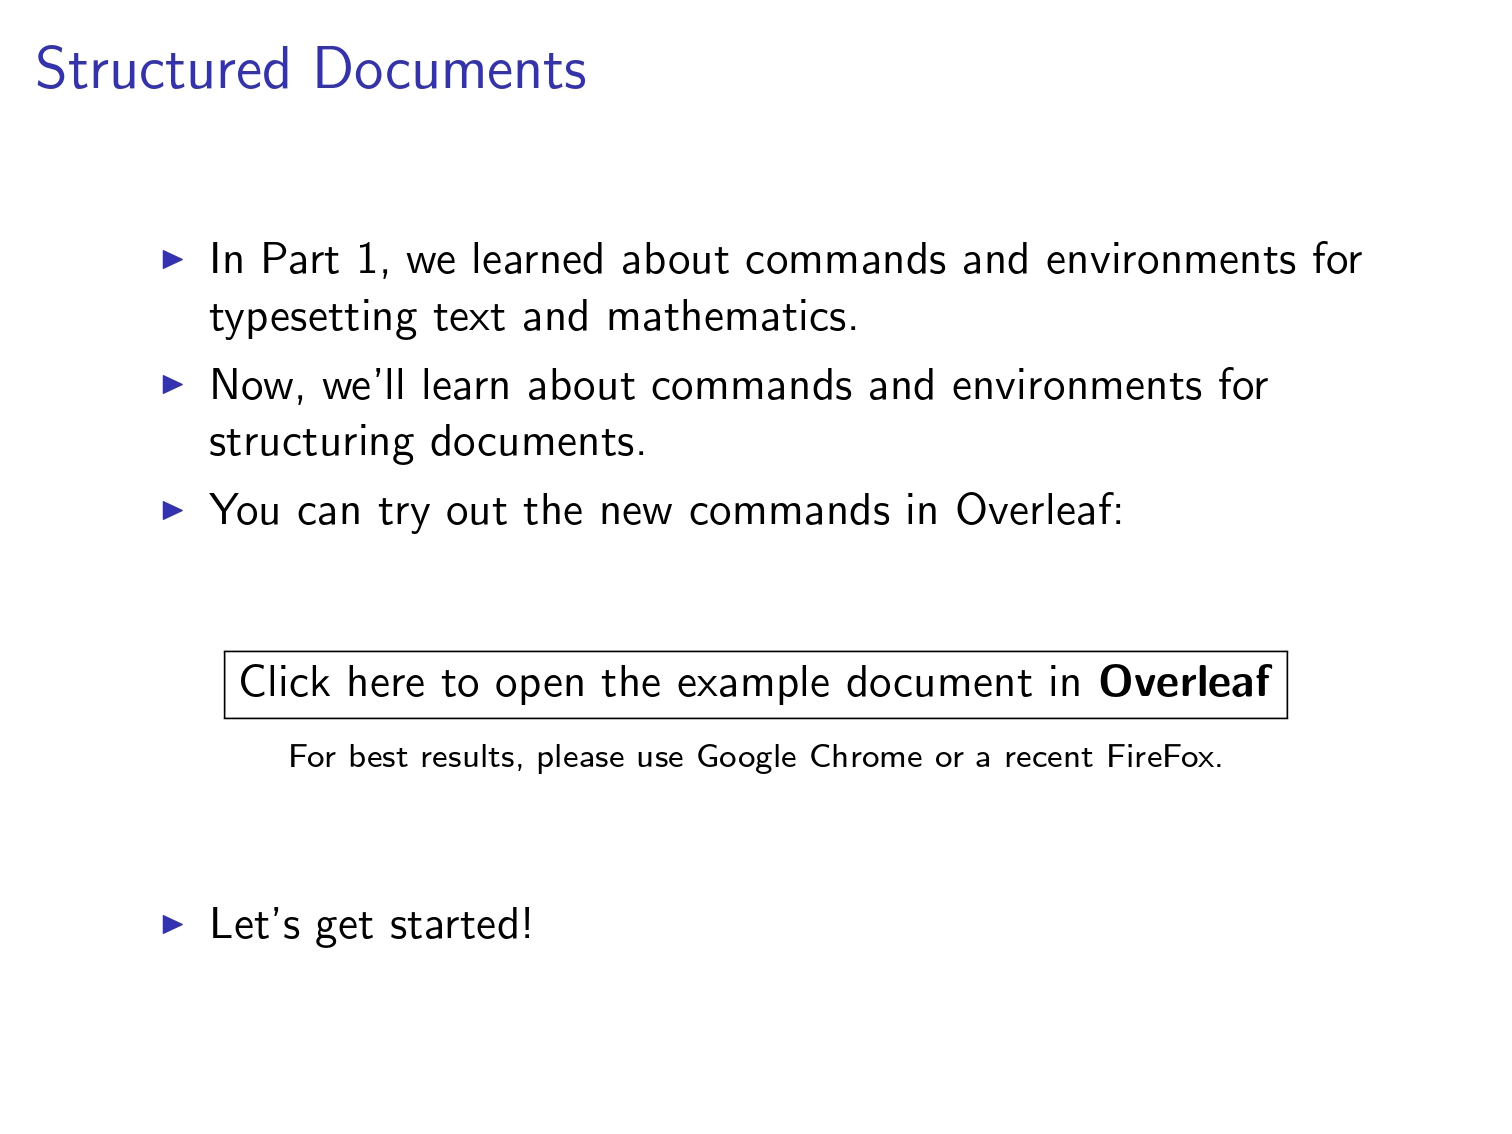 Structured Documents
▶ In Part 1, we learned about commands and environments for
typesetting text and mathematics.
▶ Now, we'll learn about commands and environments for
structuring documents.
▶ You can try out the new commands in Overleaf:
Click here to open the example document in Overleaf
For best results, please use Google Chrome or a recent FireFox.
▶ Let's get started!